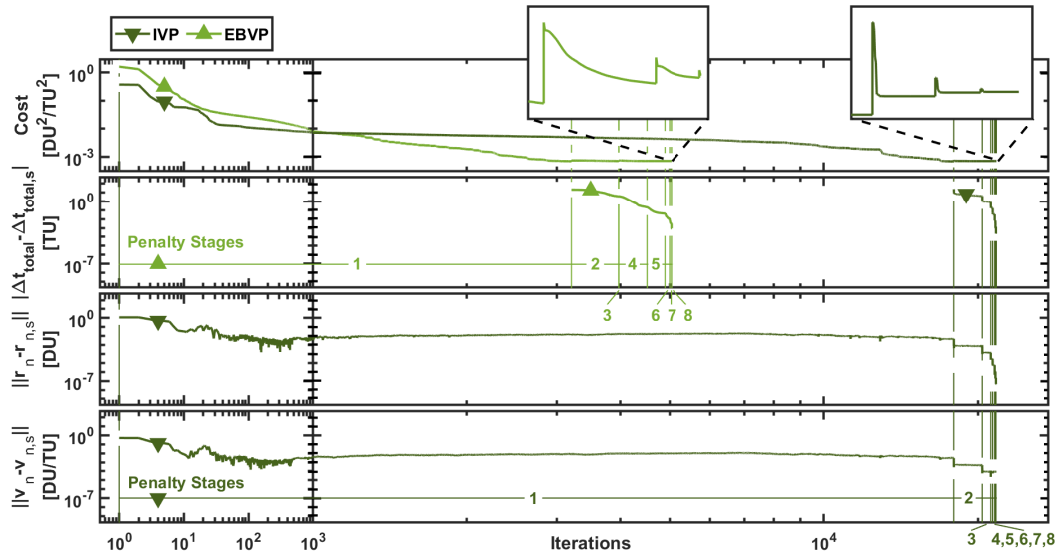 IVP EBVP
Cost
[DU²/TU²]
10⁰
10⁻³
|Δt_total-Δt_total,s|
[TU]
10⁰
10⁻⁷
Penalty Stages
1 2 4 5
3 6 7 8
||r_n-r_n,s||
[DU]
10⁰
10⁻⁷
||v_n-v_n,s||
[DU/TU]
10⁰
10⁻⁷
Penalty Stages
1 2
3 4,5,6,7,8
10⁰ 10¹ 10² 10³ 10⁴
Iterations